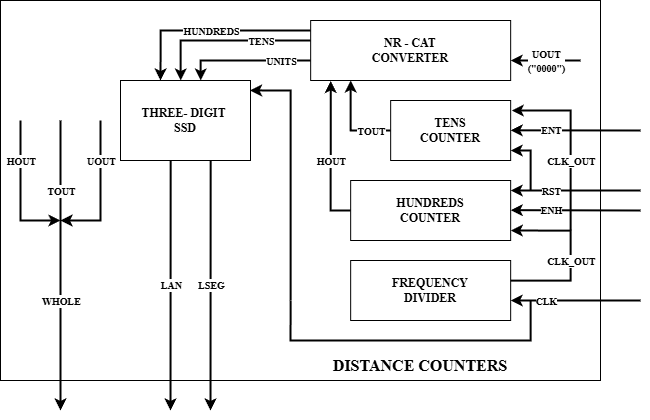 HUNDREDS
TENS
UNITS
NR - CAT
CONVERTER
UOUT
("0000")
THREE- DIGIT
SSD
TENS
COUNTER
TOUT
ENT
HOUT
TOUT
UOUT
HOUT
CLK_OUT
HUNDREDS
COUNTER
RST
ENH
CLK_OUT
WHOLE
LAN
LSEG
FREQUENCY
DIVIDER
CLK
DISTANCE COUNTERS